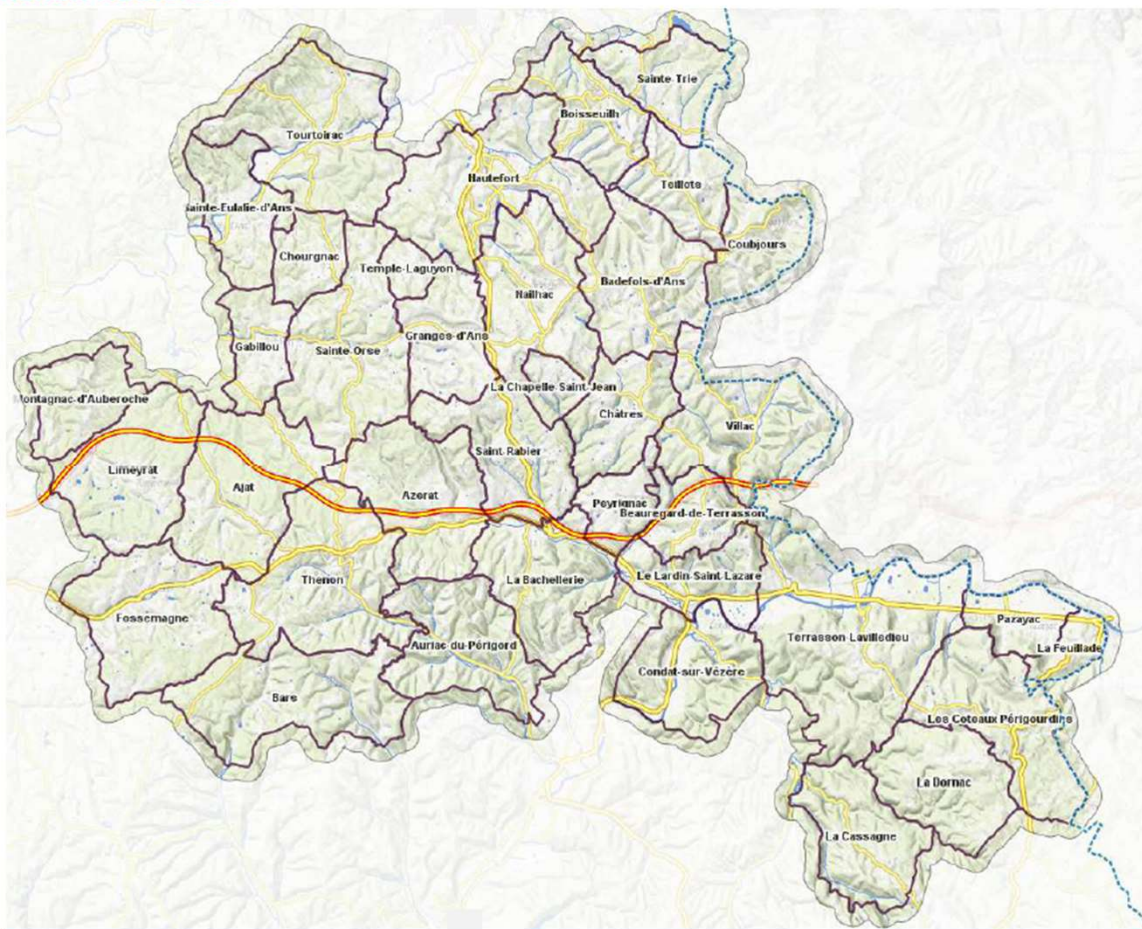 Sainte-Trie
Boisseuilh
Tourtoirac
Hautefort
Teillots
Sainte-Eulalie-d'Ans
Coubjours
Chourgnac
Temple-Laguyon
Badefols-d'Ans
Nailhac
Granges-d'Ans
Gabillou
Sainte-Orse
La Chapelle-Saint-Jean
Montagnac-d'Auberoche
Châtres
Villac
Saint-Rabier
Limeyrat
Ajat
Azerat
Peyrignac
Beauregard-de-Terrasson
Thenon
La Bachellerie
Le Lardin-Saint-Lazare
Fossemagne
Pazayac
Terrasson-Lavilledieu
Auriac-du-Périgord
La Feuillade
Condat-sur-Vézère
Bars
Les Coteaux Périgourdins
La Dornac
La Cassagne